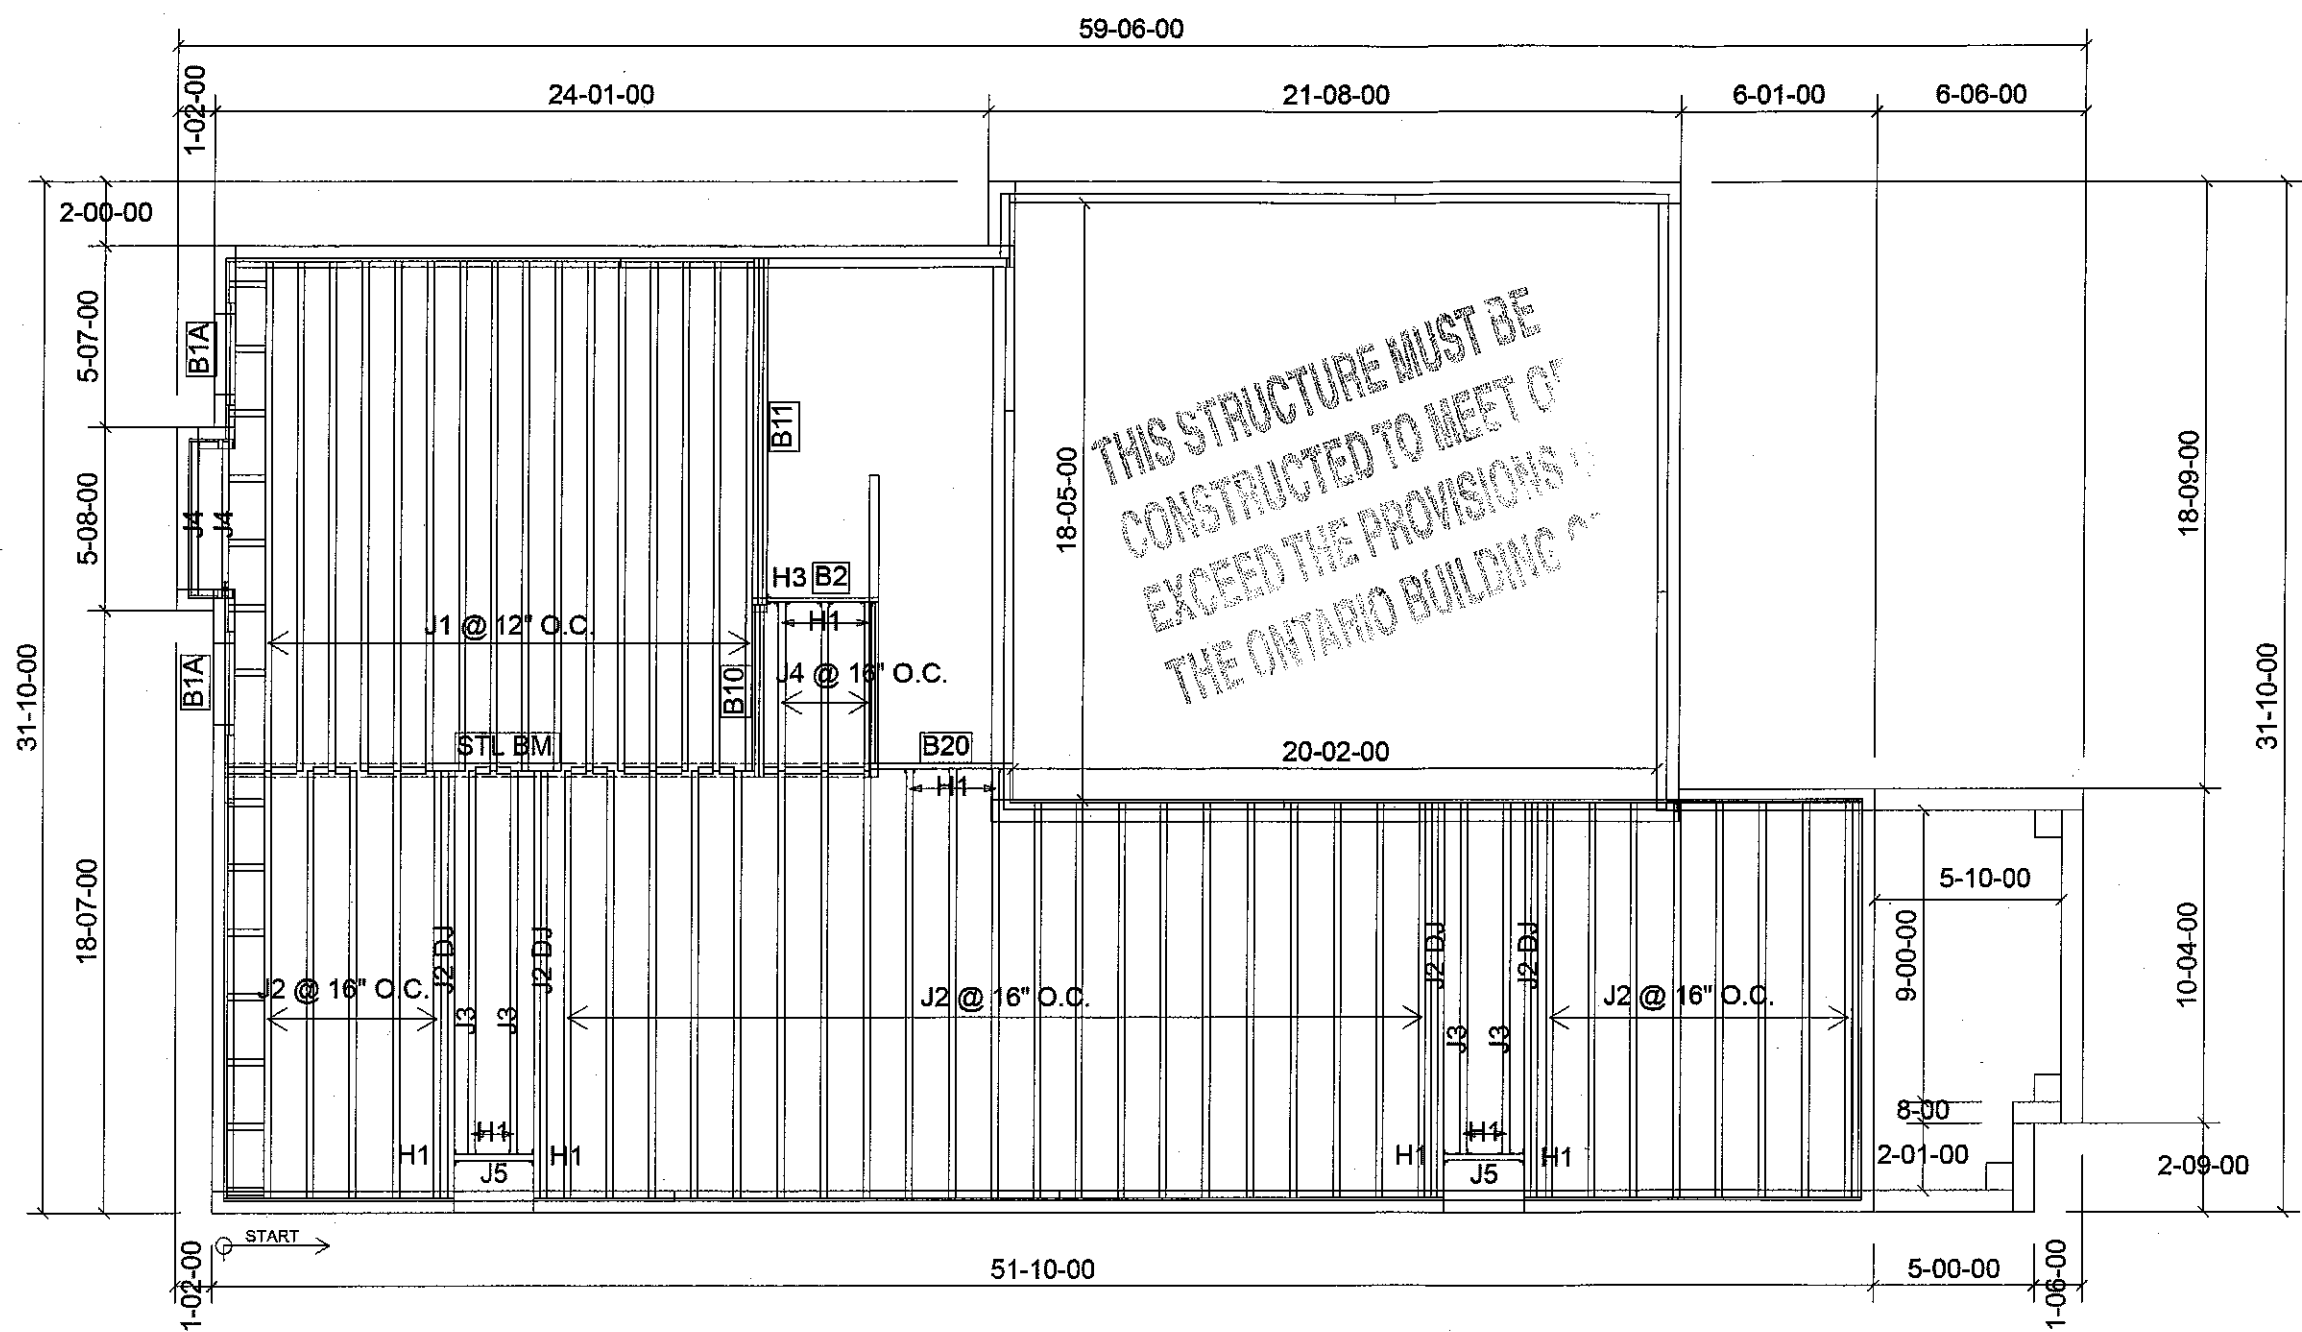 59-06-00
1-02-00
24-01-00
21-08-00
6-01-00
6-06-00
2-00-00
5-07-00
B1A
B11
THIS STRUCTURE MUST BE
CONSTRUCTED TO MEET
EXCEED THE PROVISIONS
THE ONTARIO BUILDING
18-05-00
18-09-00
5-08-00
J4
J4
H3
B2
H1
J1 @ 12" O.C.
31-10-00
B1A
B10
J4 @ 16" O.C.
31-10-00
STL BM
B20
H1
20-02-00
18-07-00
5-10-00
9-00-00
10-04-00
J2 DJ
J2 DJ
J2 DJ
J2 DJ
J2 @ 16" O.C.
J2 @ 16" O.C.
J2 @ 16" O.C.
J3
J3
J3
J3
8-00
H1
H1
H1
H1
H1
H1
J5
J5
2-01-00
2-09-00
START
1-02-00
51-10-00
5-00-00
1-06-00